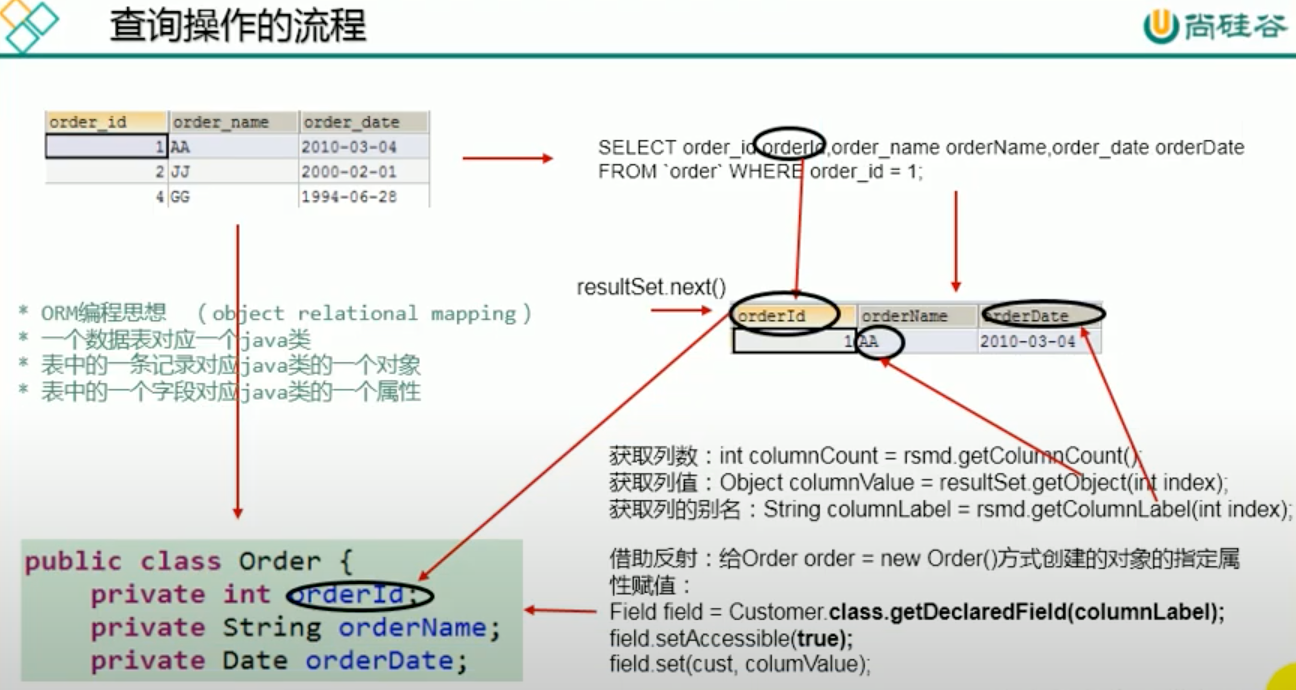 查询操作的流程
尚硅谷
order_id order_name order_date
1 AA 2010-03-04
2 JJ 2000-02-01
4 GG 1994-06-28
SELECT order_id orderId,order_name orderName,order_date orderDate
FROM `order` WHERE order_id = 1;
resultSet.next()
orderId orderName orderDate
1 AA 2010-03-04
* ORM编程思想 （object relational mapping）
* 一个数据表对应一个java类
* 表中的一条记录对应java类的一个对象
* 表中的一个字段对应java类的一个属性
获取列数：int columnCount = rsmd.getColumnCount();
获取列值：Object columnValue = resultSet.getObject(int index);
获取列的别名：String columnLabel = rsmd.getColumnLabel(int index);
借助反射：给Order order = new Order()方式创建的对象的指定属
性赋值：
Field field = Customer.class.getDeclaredField(columnLabel);
field.setAccessible(true);
field.set(cust, columValue);
public class Order {
private int orderId;
private String orderName;
private Date orderDate;